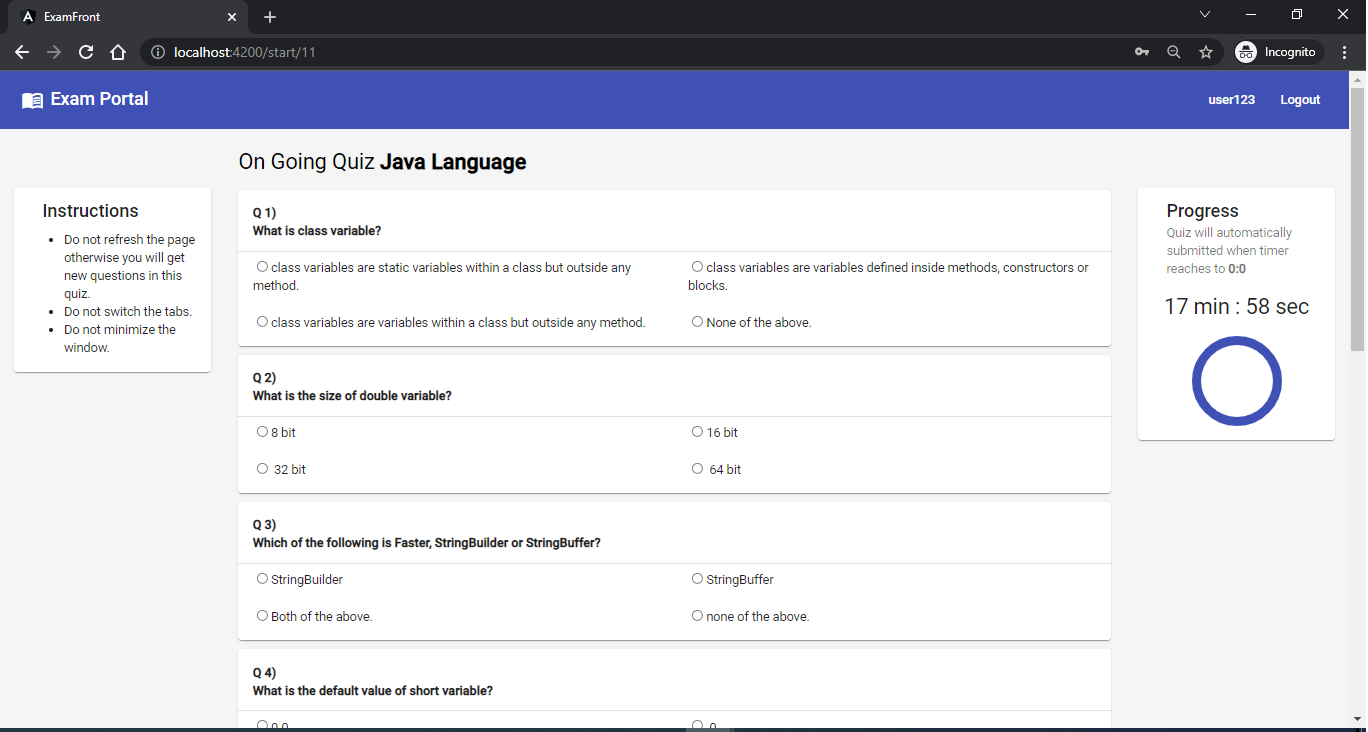 ExamFront
localhost:4200/start/11
Incognito
Exam Portal
user123
Logout
On Going Quiz Java Language
Instructions
Do not refresh the page
otherwise you will get
new questions in this
quiz.
Do not switch the tabs.
Do not minimize the
window.
Q 1)
What is class variable?
class variables are static variables within a class but outside any
method.
class variables are variables defined inside methods, constructors or
blocks.
class variables are variables within a class but outside any method.
None of the above.
Q 2)
What is the size of double variable?
8 bit
16 bit
32 bit
64 bit
Q 3)
Which of the following is Faster, StringBuilder or StringBuffer?
StringBuilder
StringBuffer
Both of the above.
none of the above.
Q 4)
What is the default value of short variable?
0.0
0
Progress
Quiz will automatically
submitted when timer
reaches to 0:0
17 min : 58 sec